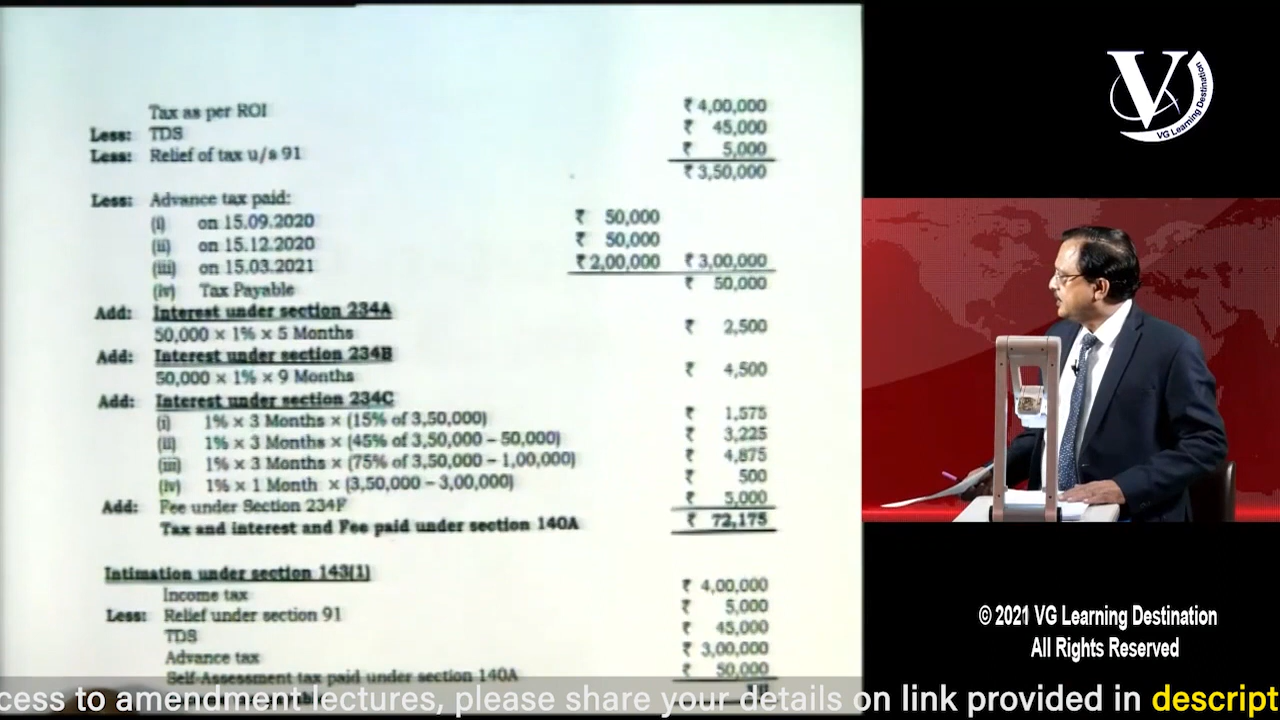 Tax as per ROI ₹ 4,00,000
Less: TDS ₹ 45,000
Less: Relief of tax u/s 91 ₹ 5,000
₹ 3,50,000
Less: Advance tax paid:
(i) on 15.09.2020 ₹ 50,000
(ii) on 15.12.2020 ₹ 50,000
(iii) on 15.03.2021 ₹ 2,00,000 ₹ 3,00,000
(iv) Tax Payable ₹ 50,000
Add: Interest under section 234A
50,000 × 1% × 5 Months ₹ 2,500
Add: Interest under section 234B
50,000 × 1% × 9 Months ₹ 4,500
Add: Interest under section 234C
(i) 1% × 3 Months × (15% of 3,50,000) ₹ 1,575
(ii) 1% × 3 Months × (45% of 3,50,000 – 50,000) ₹ 3,225
(iii) 1% × 3 Months × (75% of 3,50,000 – 1,00,000) ₹ 4,875
(iv) 1% × 1 Month × (3,50,000 – 3,00,000) ₹ 500
Add: Fee under Section 234F ₹ 5,000
Tax and interest and Fee paid under section 140A ₹ 72,175
Intimation under section 143(1)
Income tax ₹ 4,00,000
Less: Relief under section 91 ₹ 5,000
TDS ₹ 45,000
Advance tax ₹ 3,00,000
Self-Assessment tax paid under section 140A ₹ 50,000
V
VG Learning Destination
© 2021 VG Learning Destination
All Rights Reserved
cess to amendment lectures, please share your details on link provided in descript